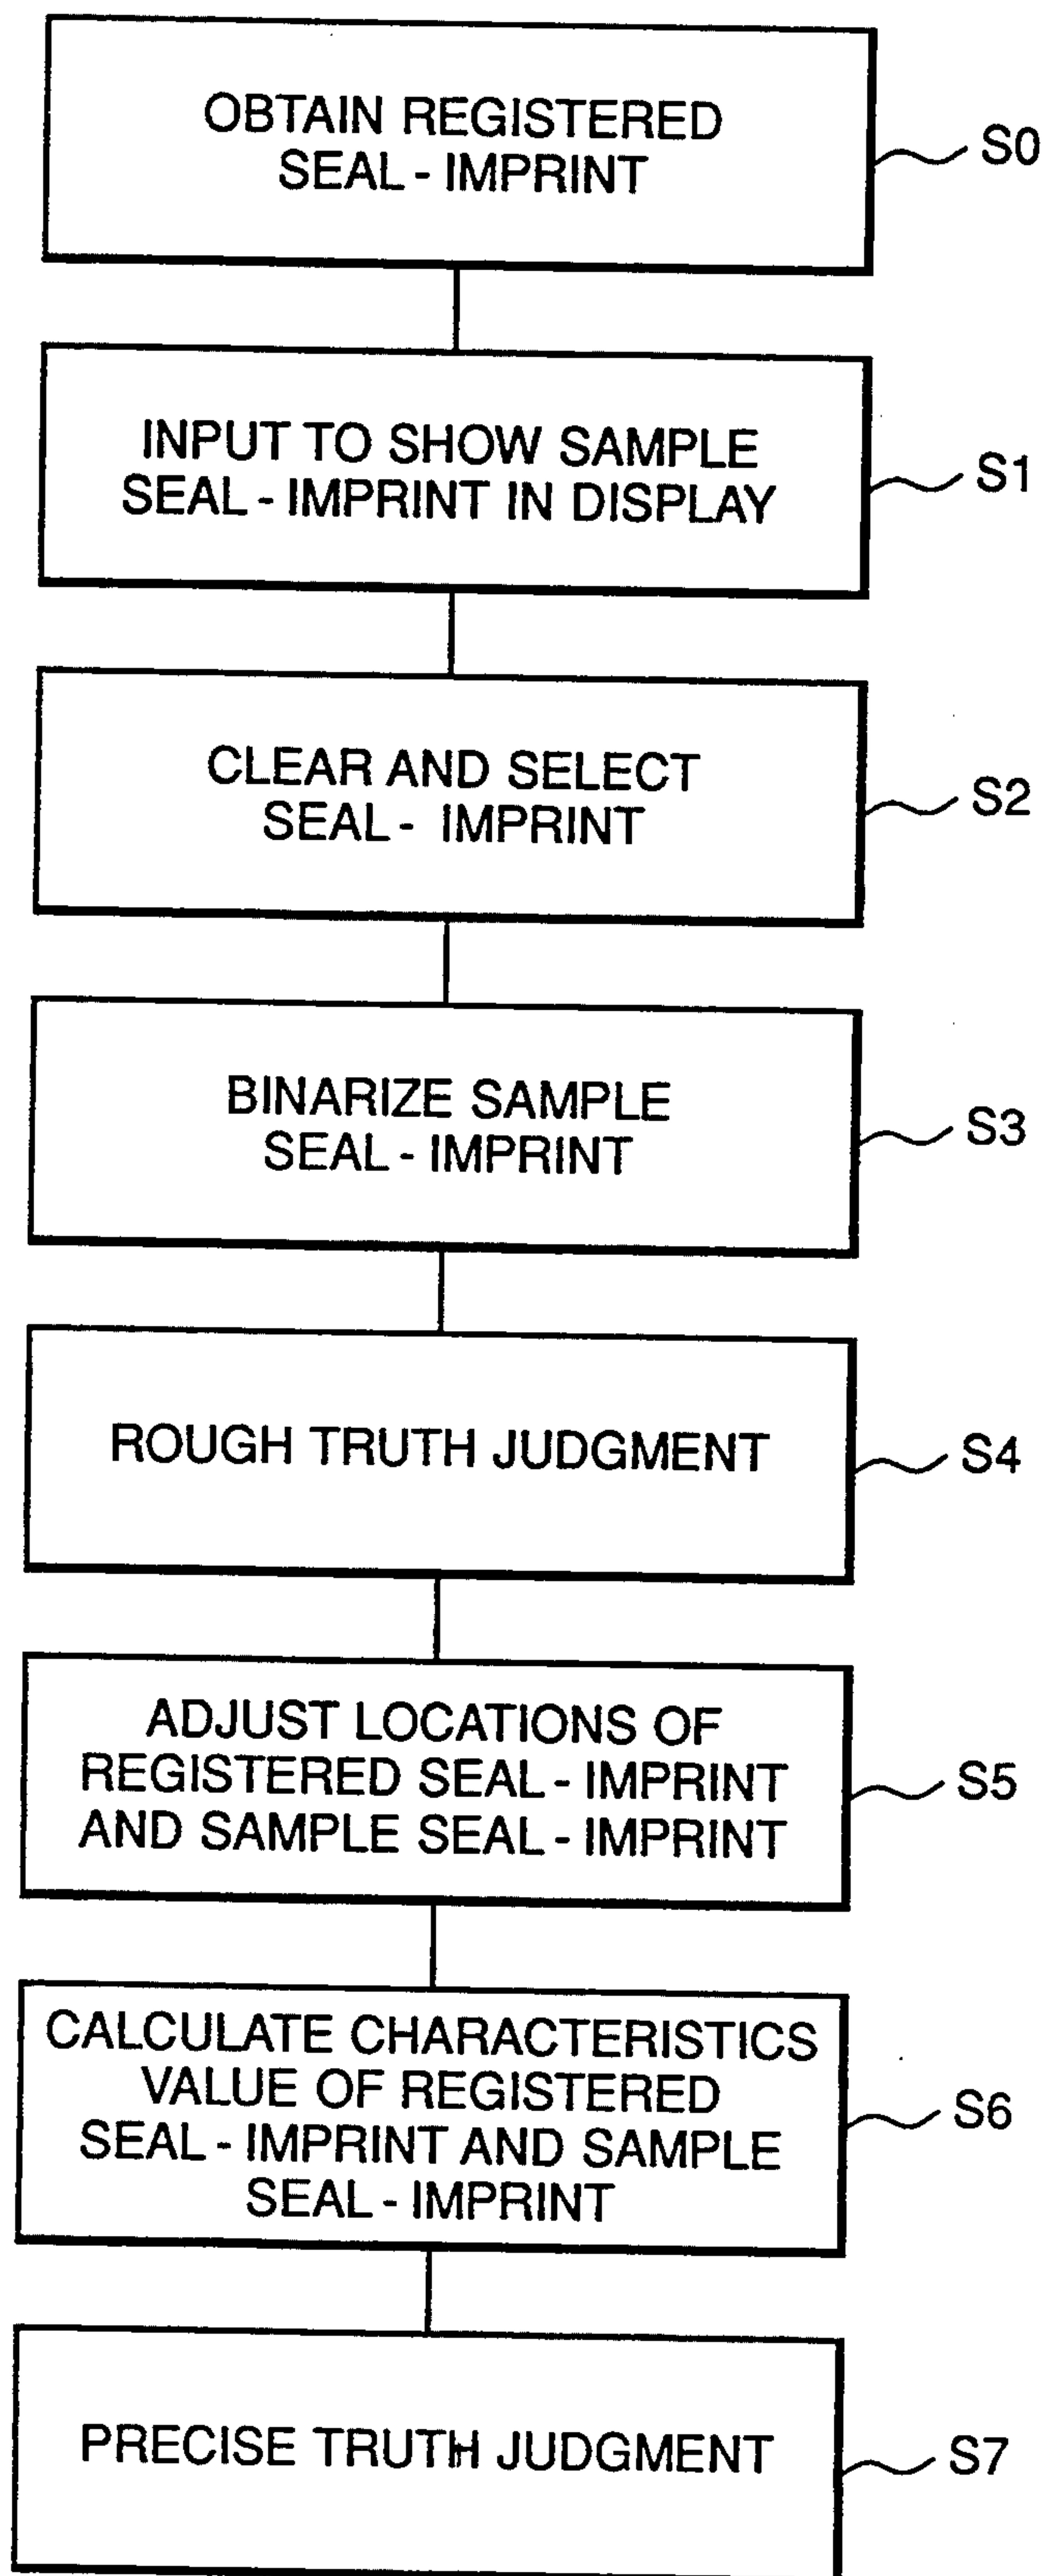 OBTAIN REGISTERED
SEAL - IMPRINT
S0
INPUT TO SHOW SAMPLE
SEAL - IMPRINT IN DISPLAY
S1
CLEAR AND SELECT
SEAL - IMPRINT
S2
BINARIZE SAMPLE
SEAL - IMPRINT
S3
ROUGH TRUTH JUDGMENT
S4
ADJUST LOCATIONS OF
REGISTERED SEAL - IMPRINT
AND SAMPLE SEAL - IMPRINT
S5
CALCULATE CHARACTERISTICS
VALUE OF REGISTERED
SEAL - IMPRINT AND SAMPLE
SEAL - IMPRINT
S6
PRECISE TRUTH JUDGMENT
S7